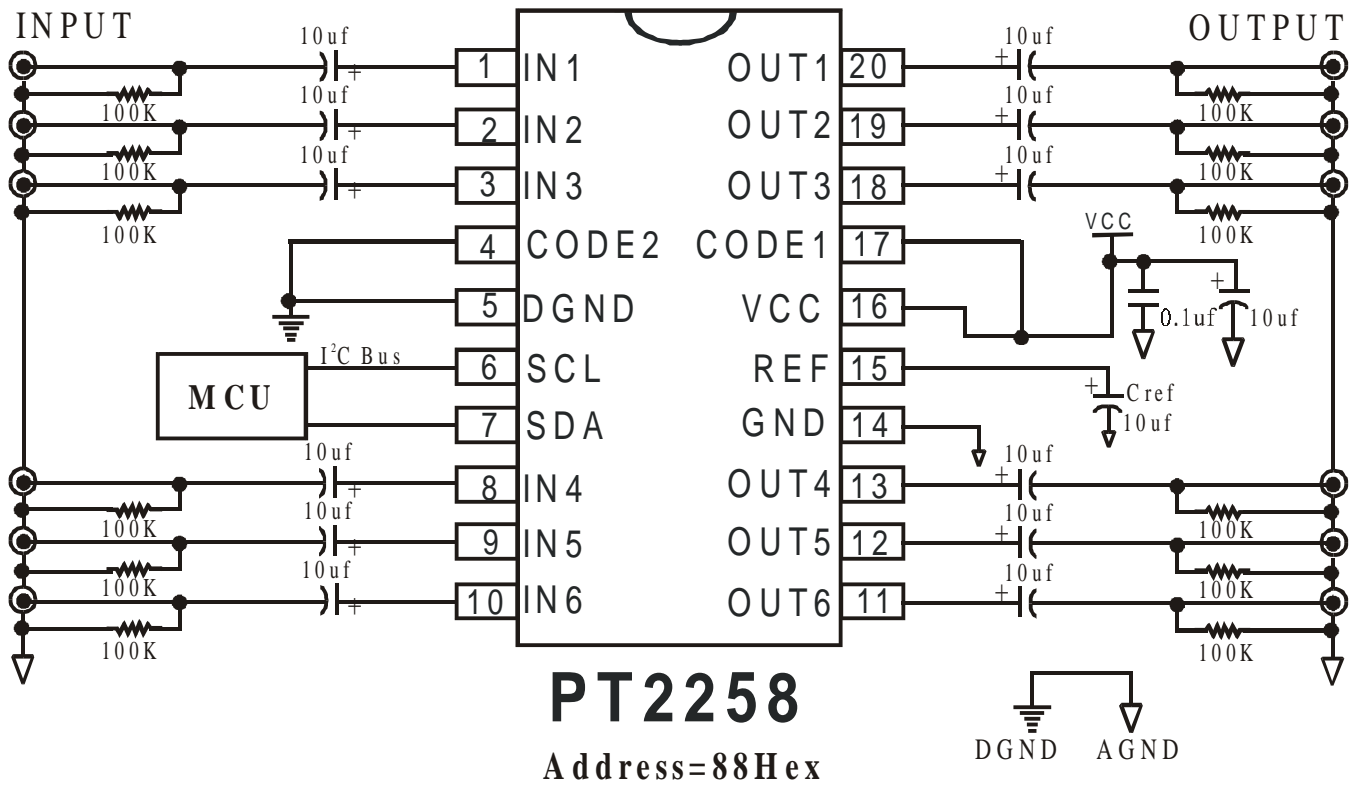 INPUT
OUTPUT
10uf
10uf
1 IN1
OUT1 20
100K
100K
10uf
10uf
2 IN2
OUT2 19
100K
100K
10uf
10uf
3 IN3
OUT3 18
100K
100K
VCC
4 CODE2
CODE1 17
5 DGND
VCC 16
0.1uf
10uf
I²C Bus
MCU
6 SCL
REF 15
Cref
10uf
7 SDA
GND 14
10uf
10uf
8 IN4
OUT4 13
100K
100K
10uf
10uf
9 IN5
OUT5 12
100K
100K
10uf
10uf
10 IN6
OUT6 11
100K
100K
PT2258
DGND
AGND
Address=88Hex